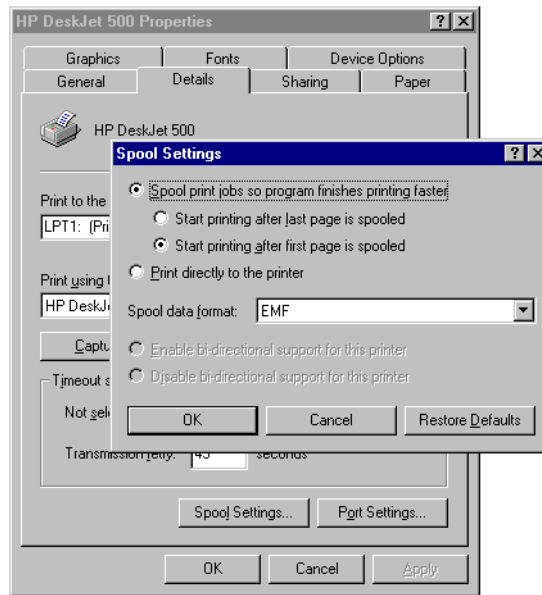 HP DeskJet 500 Properties
Graphics Fonts Device Options
General Details Sharing Paper
HP DeskJet 500
Spool Settings
Spool print jobs so program finishes printing faster
Print to the
Start printing after last page is spooled
LPT1: (Pri
Start printing after first page is spooled
Print directly to the printer
Print using
HP DeskJe
Spool data format: EMF
Captu
Enable bi-directional support for this printer
Disable bi-directional support for this printer
Timeout s
Not sele
OK Cancel Restore Defaults
Transmission retry: 45 seconds
Spool Settings... Port Settings...
OK Cancel Apply